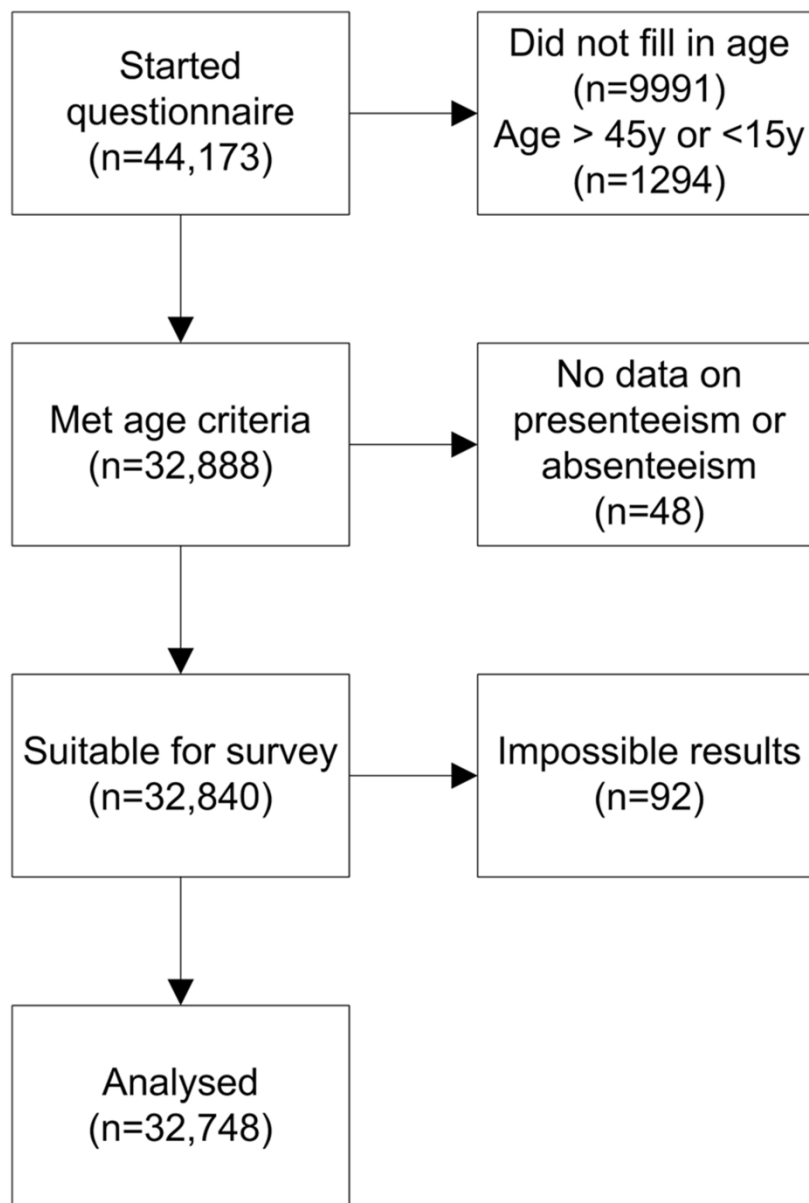 Started
questionnaire
(n=44,173)
Did not fill in age
(n=9991)
Age > 45y or <15y
(n=1294)
Met age criteria
(n=32,888)
No data on
presenteeism or
absenteeism
(n=48)
Suitable for survey
(n=32,840)
Impossible results
(n=92)
Analysed
(n=32,748)